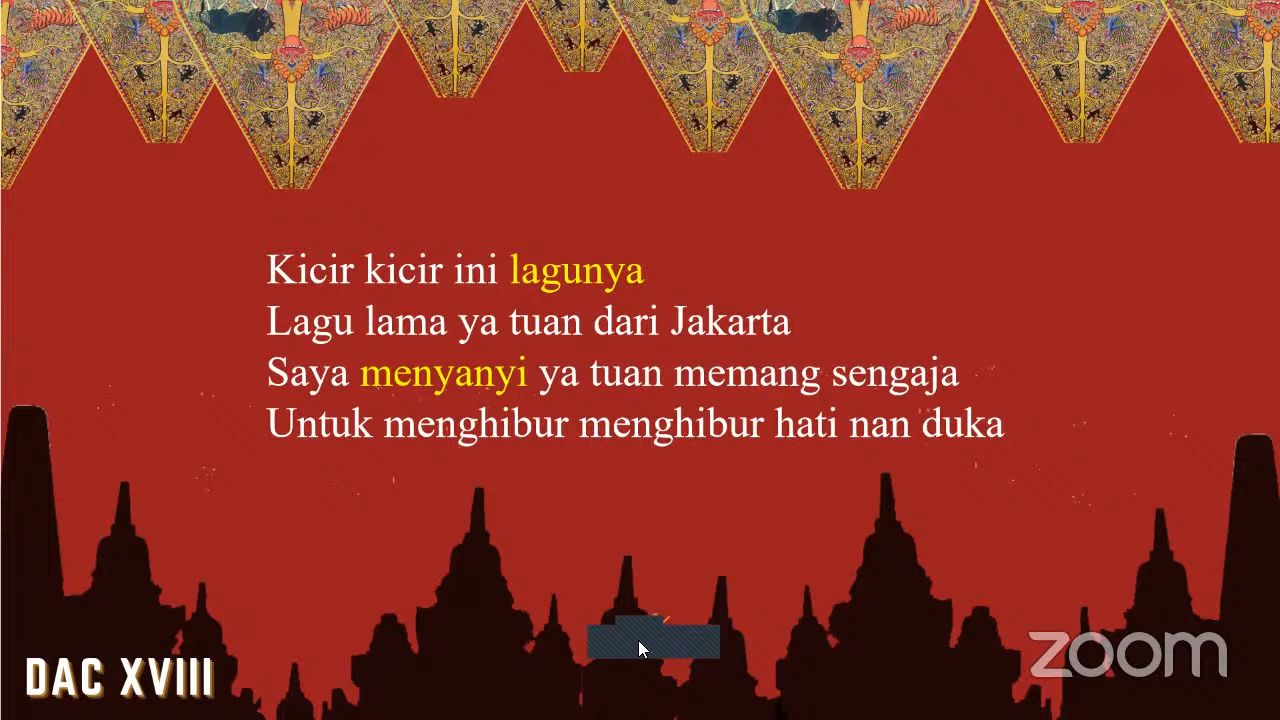 Kicir kicir ini lagunya
Lagu lama ya tuan dari Jakarta
Saya menyanyi ya tuan memang sengaja
Untuk menghibur menghibur hati nan duka
DAC XVIII
zoom